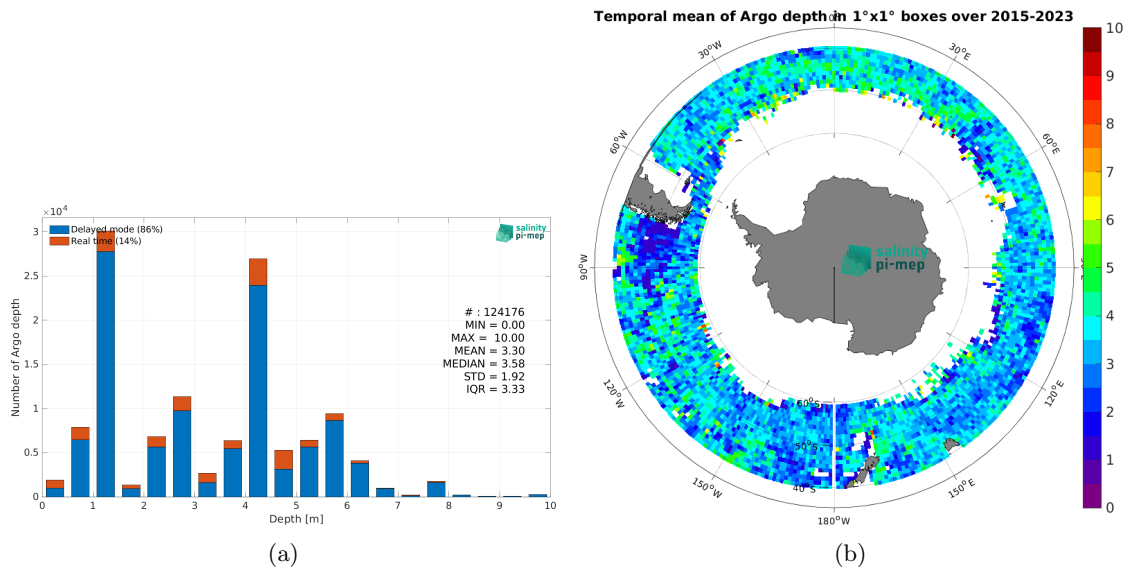 ×10⁴
Delayed mode (86%)
Real time (14%)
salinity
pi-mep
3
2.5
2
1.5
1
0.5
0
Number of Argo depth
# : 124176
MIN = 0.00
MAX = 10.00
MEAN = 3.30
MEDIAN = 3.58
STD = 1.92
IQR = 3.33
0 1 2 3 4 5 6 7 8 9 10
Depth [m]
(a)
Temporal mean of Argo depth in 1°x1° boxes over 2015-2023
30°W
30°E
60°W
60°E
90°W
120°W
120°E
150°W
150°E
180°W
60°S
50°S
40°S
salinity
pi-mep
10
9
8
7
6
5
4
3
2
1
0
(b)